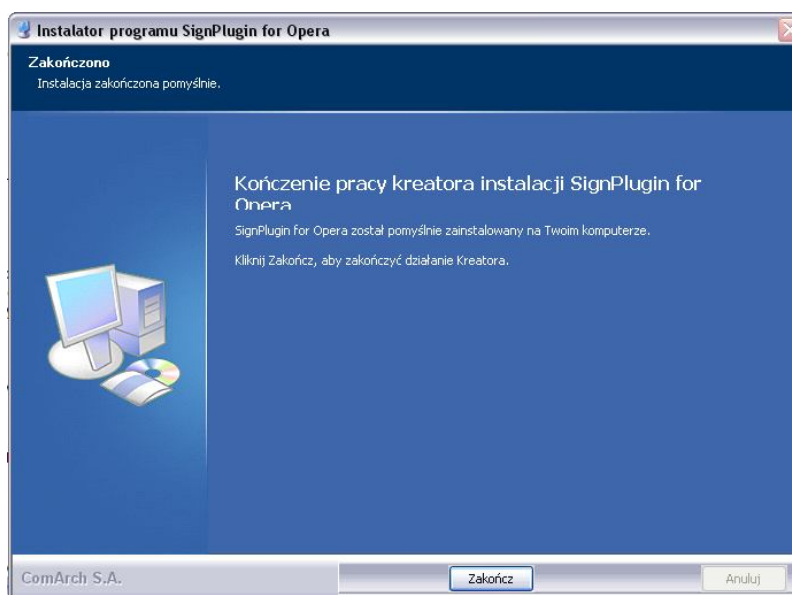 Instalator programu SignPlugin for Opera
Zakończono
Instalacja zakończona pomyślnie.
Kończenie pracy kreatora instalacji SignPlugin for
Opera
SignPlugin for Opera został pomyślnie zainstalowany na Twoim komputerze.
Kliknij Zakończ, aby zakończyć działanie Kreatora.
ComArch S.A.
Zakończ
Anuluj